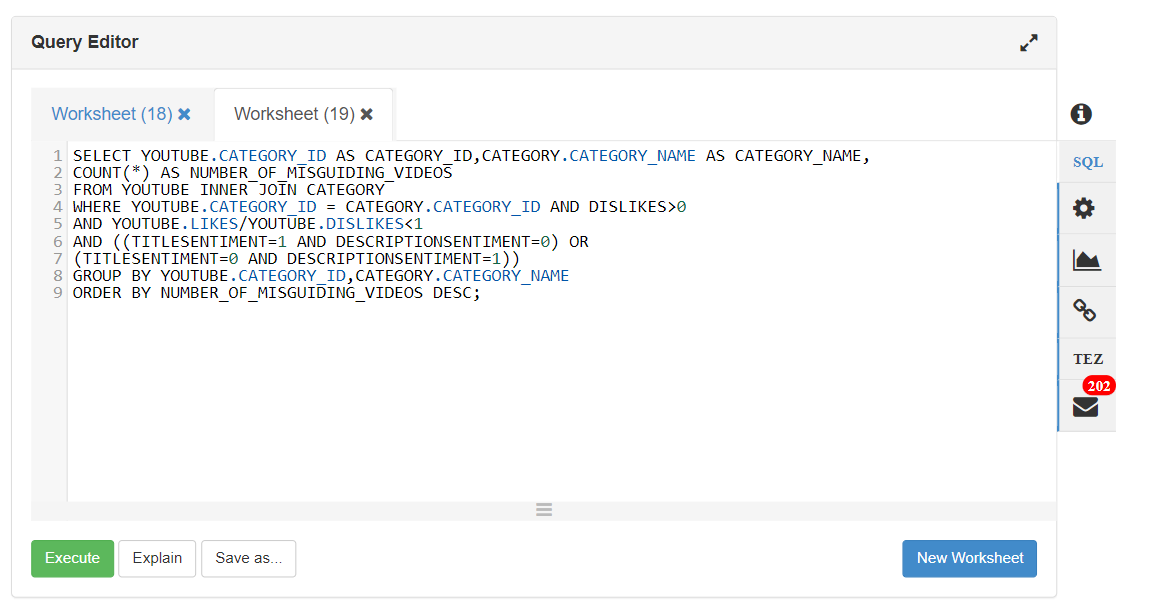 Query Editor
Worksheet (18) ✖ Worksheet (19) ✖
1 SELECT YOUTUBE.CATEGORY_ID AS CATEGORY_ID,CATEGORY.CATEGORY_NAME AS CATEGORY_NAME,
2 COUNT(*) AS NUMBER_OF_MISGUIDING_VIDEOS
3 FROM YOUTUBE INNER JOIN CATEGORY
4 WHERE YOUTUBE.CATEGORY_ID = CATEGORY.CATEGORY_ID AND DISLIKES>0
5 AND YOUTUBE.LIKES/YOUTUBE.DISLIKES<1
6 AND ((TITLESENTIMENT=1 AND DESCRIPTIONSENTIMENT=0) OR
7 (TITLESENTIMENT=0 AND DESCRIPTIONSENTIMENT=1))
8 GROUP BY YOUTUBE.CATEGORY_ID,CATEGORY.CATEGORY_NAME
9 ORDER BY NUMBER_OF_MISGUIDING_VIDEOS DESC;
SQL
TEZ
202
Execute Explain Save as... New Worksheet